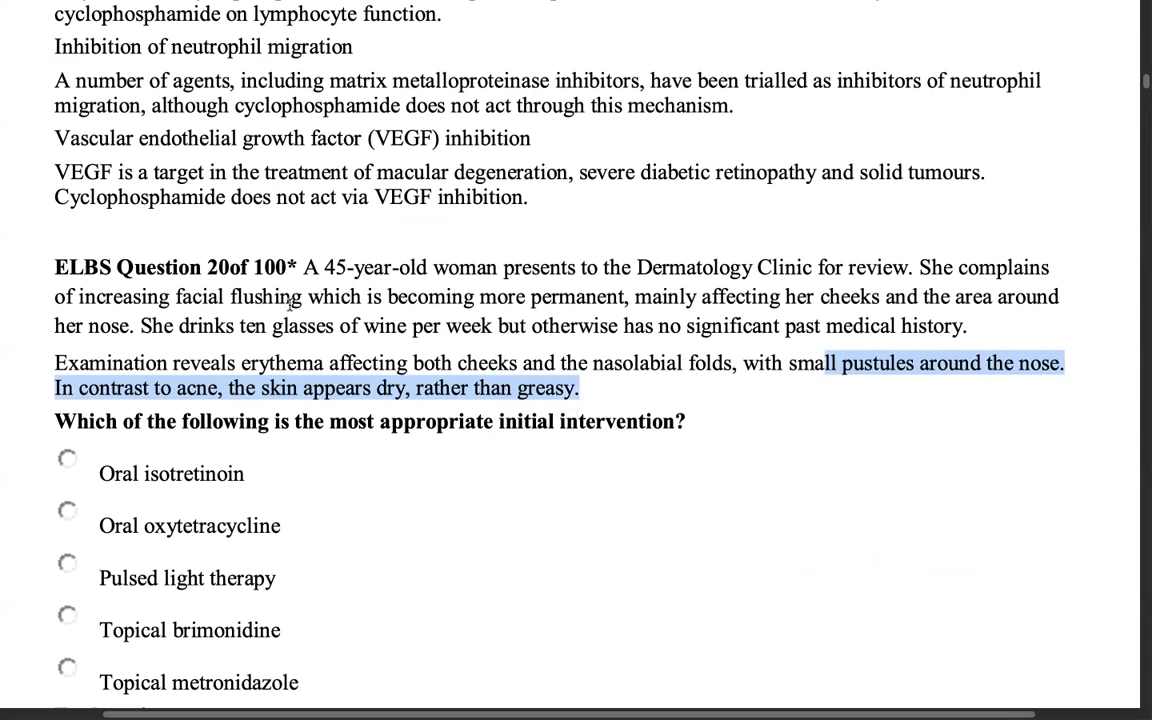 cyclophosphamide on lymphocyte function.
Inhibition of neutrophil migration
A number of agents, including matrix metalloproteinase inhibitors, have been trialled as inhibitors of neutrophil
migration, although cyclophosphamide does not act through this mechanism.
Vascular endothelial growth factor (VEGF) inhibition
VEGF is a target in the treatment of macular degeneration, severe diabetic retinopathy and solid tumours.
Cyclophosphamide does not act via VEGF inhibition.
ELBS Question 20of 100* A 45-year-old woman presents to the Dermatology Clinic for review. She complains
of increasing facial flushing which is becoming more permanent, mainly affecting her cheeks and the area around
her nose. She drinks ten glasses of wine per week but otherwise has no significant past medical history.
Examination reveals erythema affecting both cheeks and the nasolabial folds, with small pustules around the nose.
In contrast to acne, the skin appears dry, rather than greasy.
Which of the following is the most appropriate initial intervention?
Oral isotretinoin
Oral oxytetracycline
Pulsed light therapy
Topical brimonidine
Topical metronidazole